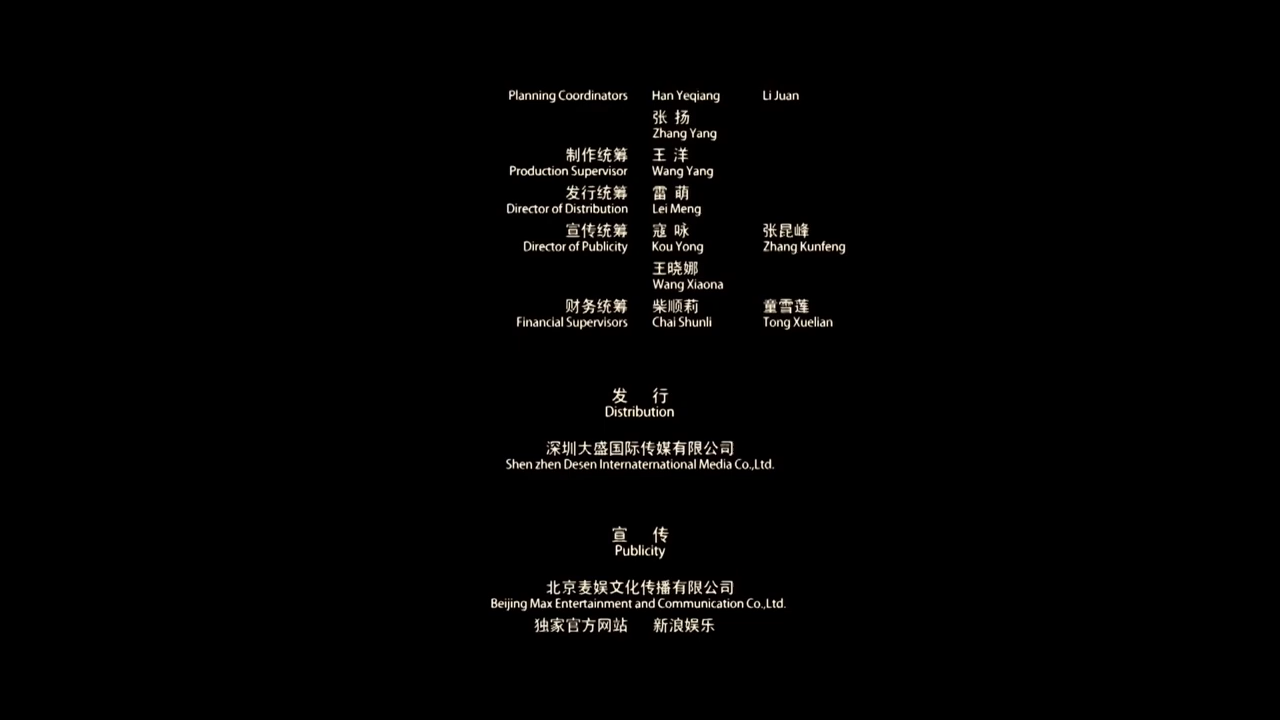 Planning Coordinators Han Yeqiang Li Juan
张 扬
Zhang Yang
制作统筹 王 洋
Production Supervisor Wang Yang
发行统筹 雷 萌
Director of Distribution Lei Meng
宣传统筹 寇 咏 张昆峰
Director of Publicity Kou Yong Zhang Kunfeng
王晓娜
Wang Xiaona
财务统筹 柴顺莉 童雪莲
Financial Supervisors Chai Shunli Tong Xuelian
发 行
Distribution
深圳大盛国际传媒有限公司
Shen zhen Desen Internaternational Media Co.,Ltd.
宣 传
Publicity
北京麦娱文化传播有限公司
Beijing Max Entertainment and Communication Co.,Ltd.
独家官方网站 新浪娱乐